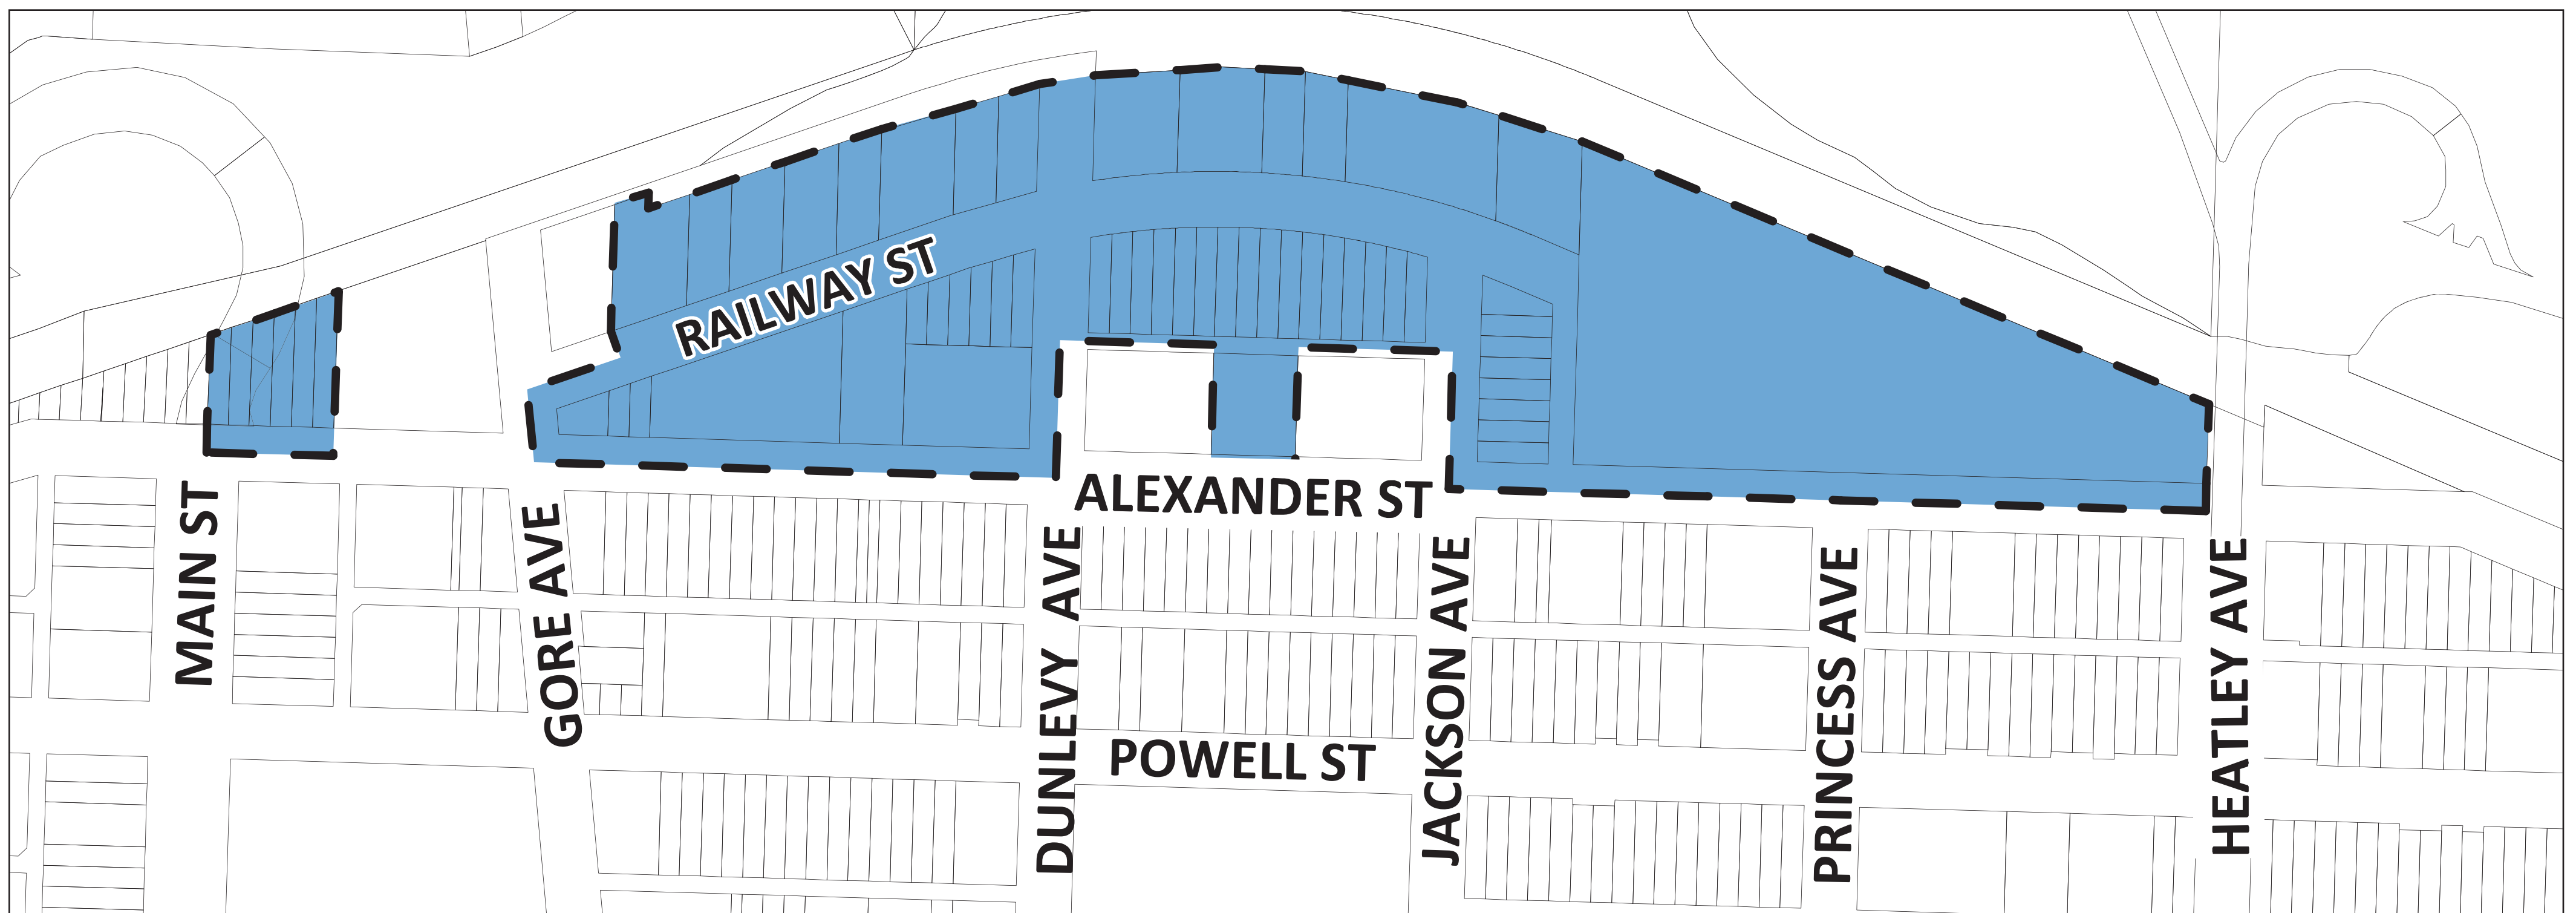 RAILWAY ST
ALEXANDER ST
MAIN ST
GORE AVE
DUNLEVY AVE
JACKSON AVE
PRINCESS AVE
HEATLEY AVE
POWELL ST